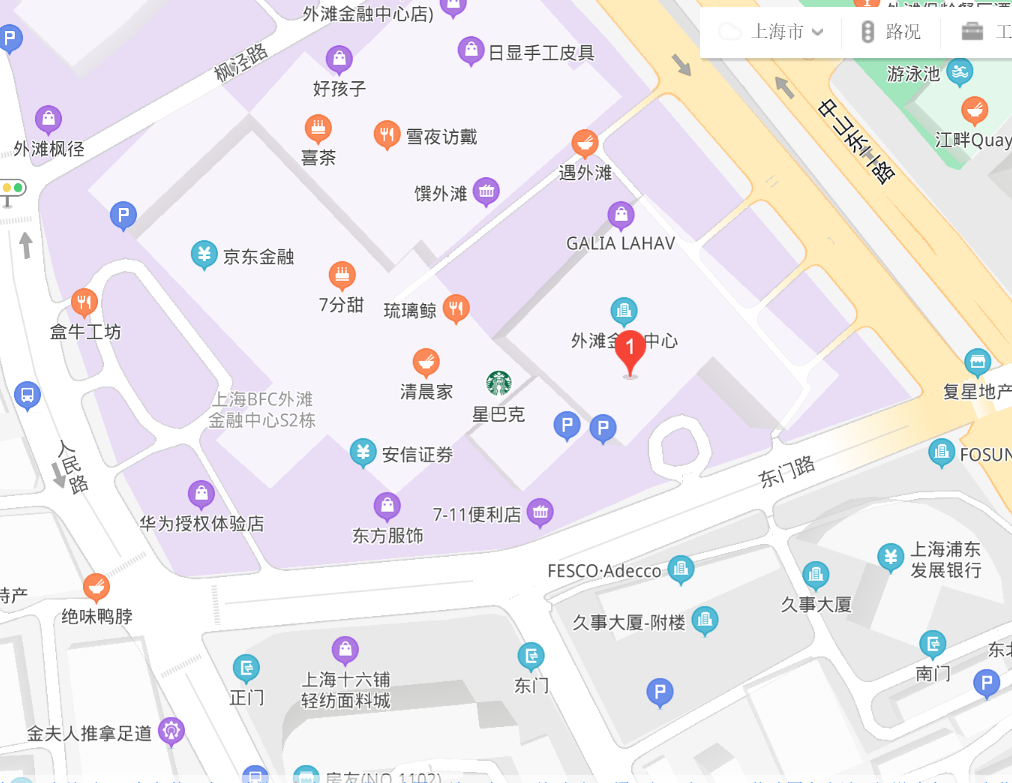 外滩金融中心店)
上海市
路况
工
日显手工皮具
枫泾路
好孩子
游泳池
外滩枫径
喜茶
雪夜访戴
遇外滩
中山东二路
江畔Quay
馔外滩
GALIA LAHAV
京东金融
7分甜
琉璃鲸
盒牛工坊
外滩金
中心
1
清晨家
星巴克
复星地产
上海BFC外滩
金融中心S2栋
人民路
安信证券
东门路
FOSUN
华为授权体验店
东方服饰
7-11便利店
FESCO·Adecco
上海浦东
发展银行
特产
绝味鸭脖
久事大厦
久事大厦-附楼
正门
上海十六铺
轻纺面料城
东门
南门
东北
金夫人推拿足道
房友(NO.1102)
P
P
P
P
P
P